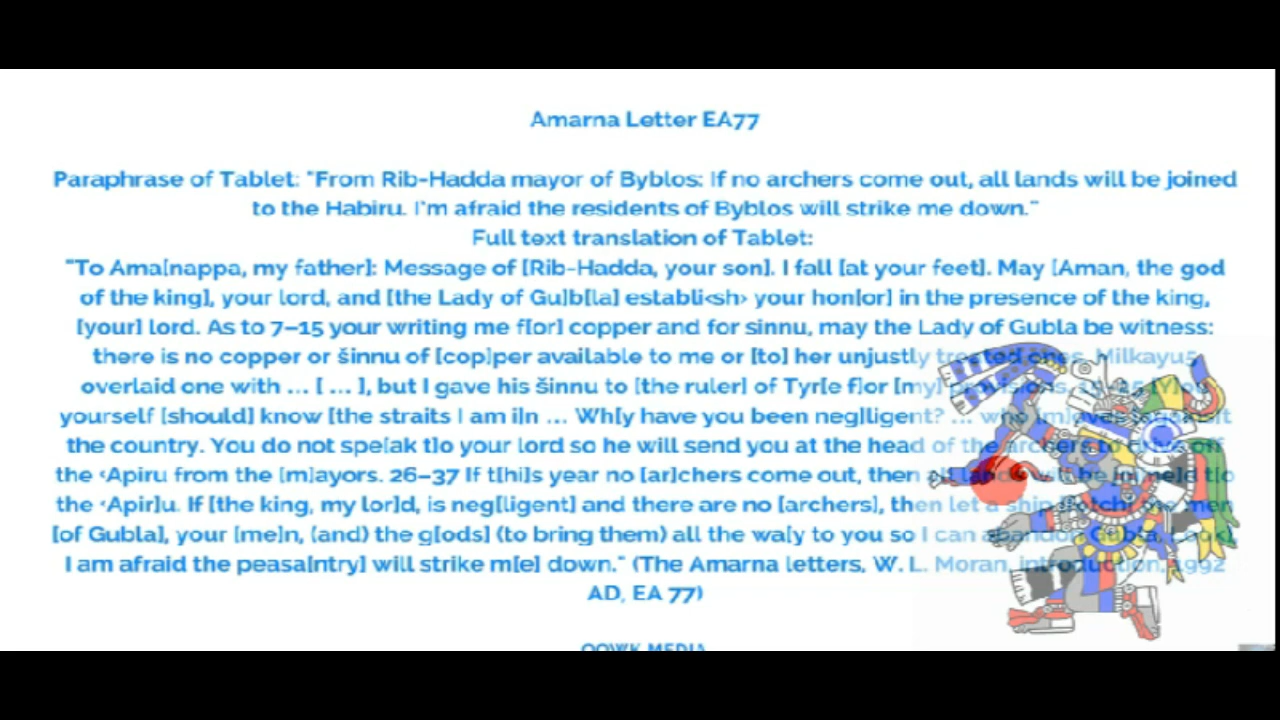 Amarna Letter EA77
Paraphrase of Tablet: "From Rib-Hadda mayor of Byblos: If no archers come out, all lands will be joined
to the Habiru. I'm afraid the residents of Byblos will strike me down."
Full text translation of Tablet:
"To Ama[nappa, my father]: Message of [Rib-Hadda, your son]. I fall [at your feet]. May [Aman, the god
of the king], your lord, and [the Lady of Gu]b[la] establi<sh> your hon[or] in the presence of the king,
[your] lord. As to 7–15 your writing me f[or] copper and for sinnu, may the Lady of Gubla be witness:
there is no copper or šinnu of [cop]per available to me or [to] her unjustly treated ones. Milkayus
overlaid one with ... [ ... ], but I gave his šinnu to [the ruler] of Tyr[e f]or [my] provisions.
yourself [should] know [the straits I am i]n ... Wh[y have you been neg]ligent? ...
the country. You do not spe[ak t]o your lord so he will send you at the head of the archers to off
the ‹Apiru from the [m]ayors. 26–37 If t[hi]s year no [ar]chers come out, then
the ‹Apir]u. If [the king, my lor]d, is neg[ligent] and there are no [archers], then let a ship men
[of Gubla], your [me]n, (and) the g[ods] (to bring them) all the wa[y to you so I can abandon Gubla.
I am afraid the peasa[ntry] will strike m[e] down." (The Amarna letters, W. L. Moran, introduction, 1992
AD, EA 77)
OOWK MEDIA